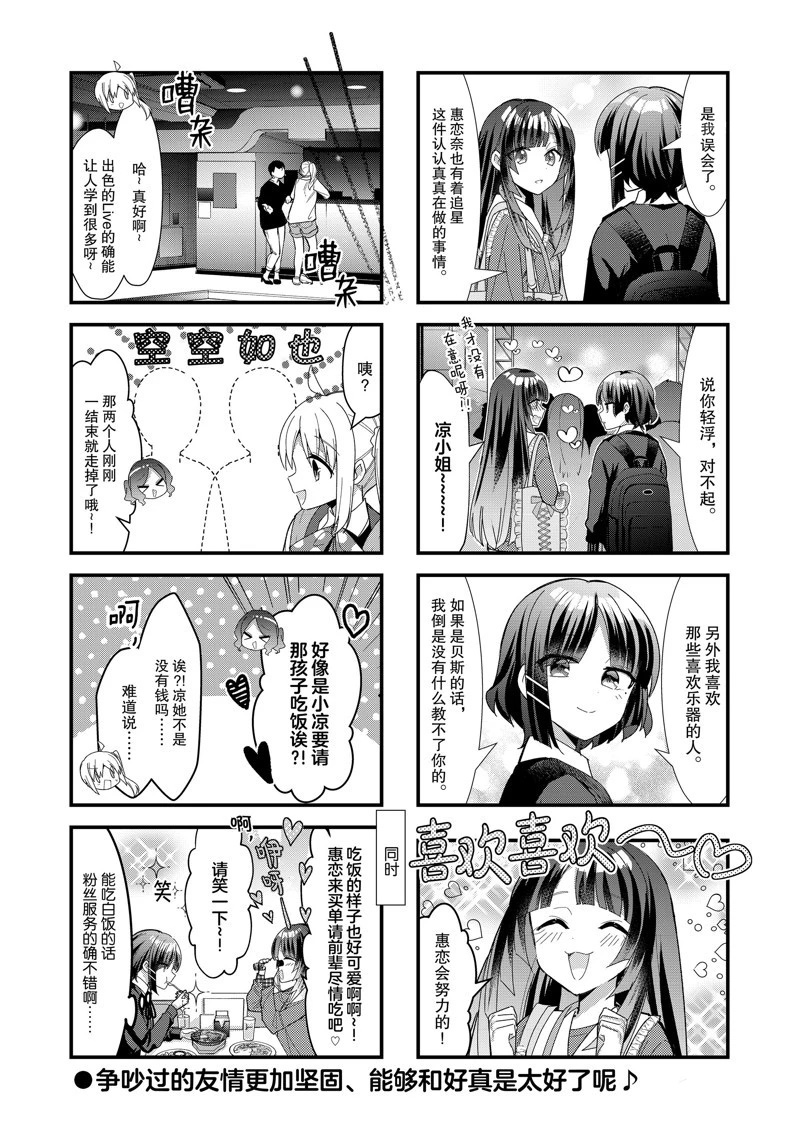 是我误会了。
惠恋奈也有着追星
这件认认真真在做的事情。
说你轻浮，对不起。
我才没有
在意呢呀!!
凉小姐~~~~~!
另外我喜欢
那些喜欢乐器的人。
如果是贝斯的话，
我倒是没有什么教不了你的。
喜欢喜欢~♡
惠恋会努力的!
嘈杂
哈~真好啊~
出色的Live的确能
让人学到很多呀~
嘈杂
空空如也
咦?
那两个人刚刚
一结束就走掉了哦~!
好像是小凉要请
那孩子吃饭诶?!
啊，
诶?!凉她不是
没有钱吗……
难道说……
同时
吃饭的样子也好可爱啊啊~!
惠恋来买单请前辈尽情吃吧♡
啊，
咿呀
请笑一下~!
笑
能吃白饭的话
粉丝服务的确不错啊……
●争吵过的友情更加坚固、能够和好真是太好了呢♪